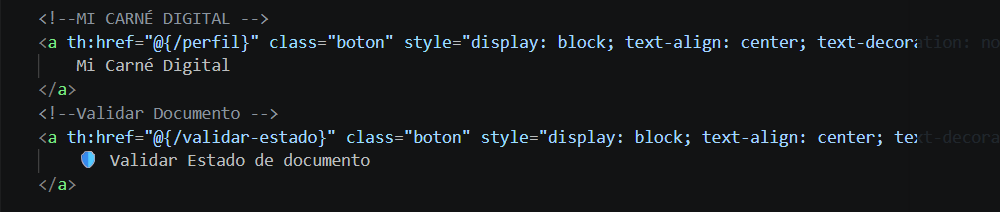 <!--MI CARNÉ DIGITAL -->
<a th:href="@{/perfil}" class="boton" style="display: block; text-align: center; text-decoration: no
Mi Carné Digital
</a>
<!--Validar Documento -->
<a th:href="@{/validar-estado}" class="boton" style="display: block; text-align: center; text-decora
🛡️ Validar Estado de documento
</a>